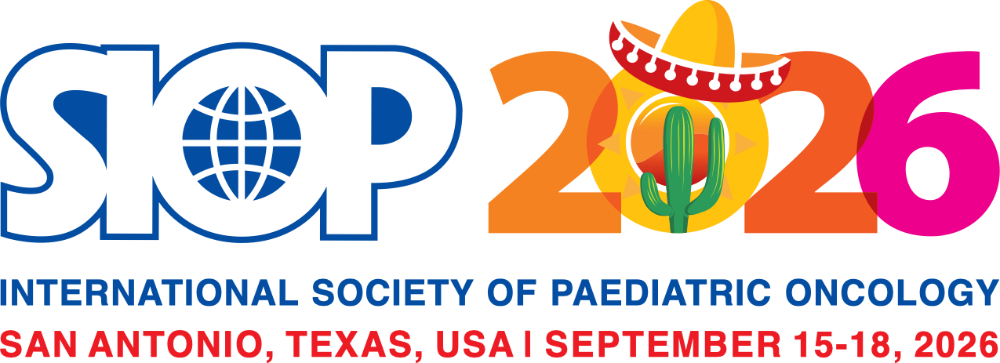 SIOP 2026
INTERNATIONAL SOCIETY OF PAEDIATRIC ONCOLOGY
SAN ANTONIO, TEXAS, USA | SEPTEMBER 15-18, 2026